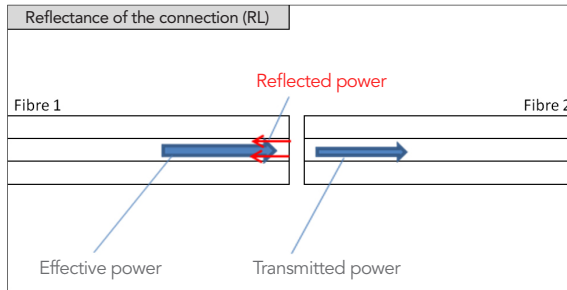 Reflectance of the connection (RL)
Reflected power
Fibre 1
Fibre 2
Effective power
Transmitted power